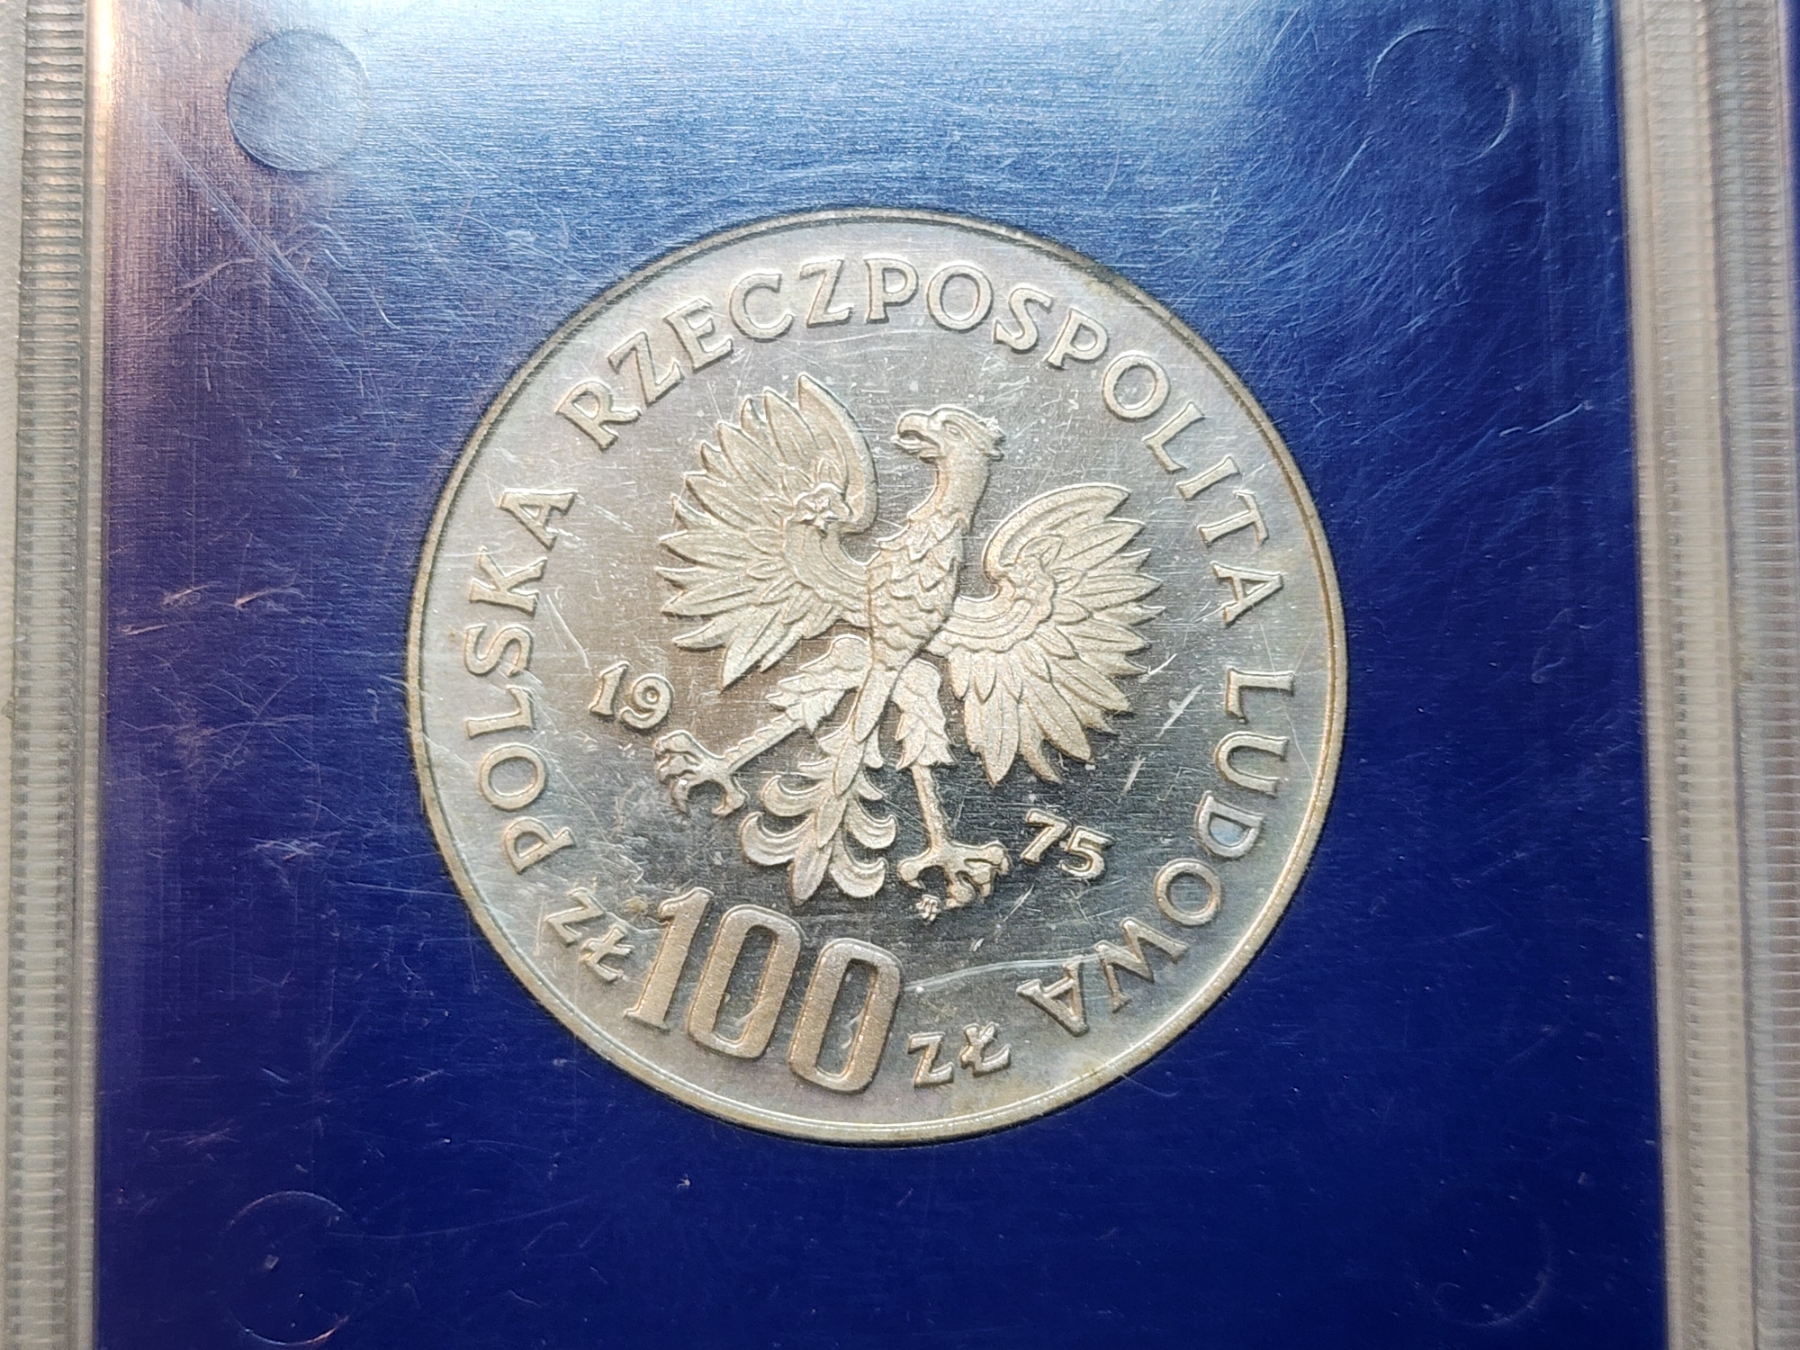 POLSKA RZECZPOSPOLITA LUDOWA
19 75
ZŁ 100 ZŁ